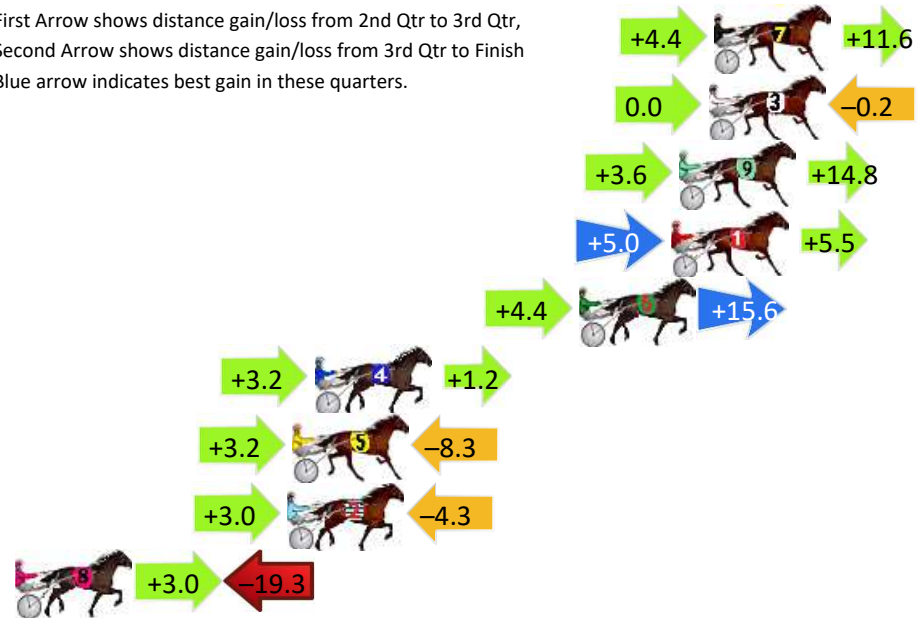 First Arrow shows distance gain/loss from 2nd Qtr to 3rd Qtr,
Second Arrow shows distance gain/loss from 3rd Qtr to Finish
Blue arrow indicates best gain in these quarters.
+4.4 7 +11.6
0.0 3 –0.2
+3.6 9 +14.8
+5.0 1 +5.5
+4.4 6 +15.6
+3.2 4 +1.2
+3.2 5 –8.3
+3.0 2 –4.3
8 +3.0 –19.3